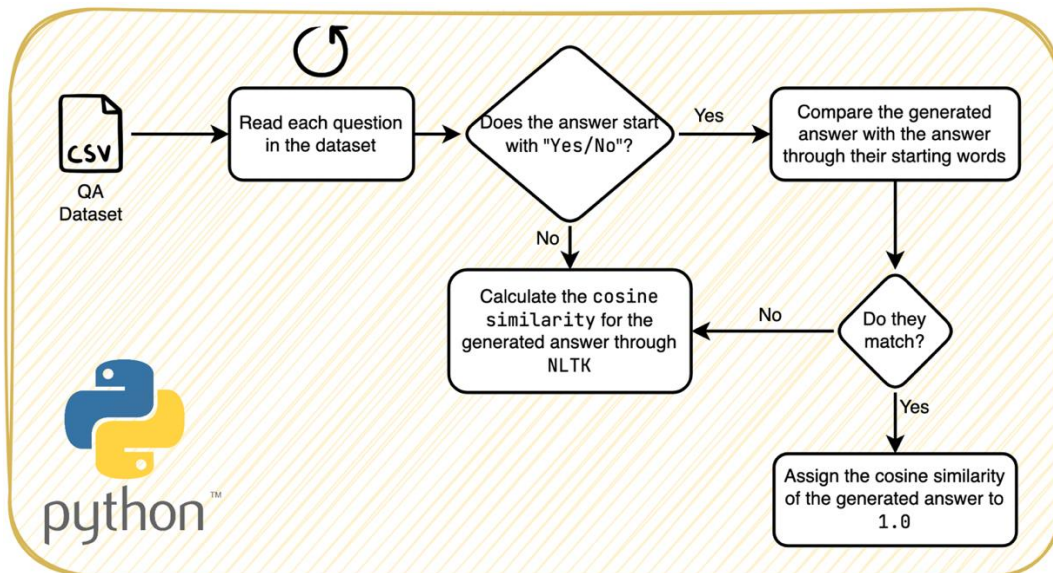 CSV
QA
Dataset
Read each question
in the dataset
Does the answer start
with "Yes/No"?
Yes
Compare the generated
answer with the answer
through their starting words
No
Calculate the cosine
similarity for the
generated answer through
NLTK
No
Do they
match?
Yes
Assign the cosine similarity
of the generated answer to
1.0
python™